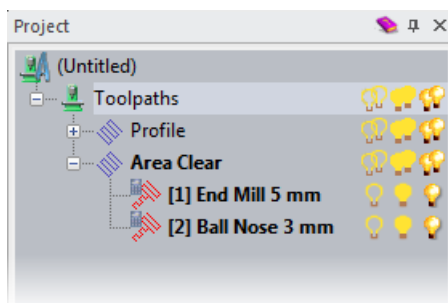 Project
(Untitled)
Toolpaths
Profile
Area Clear
[1] End Mill 5 mm
[2] Ball Nose 3 mm